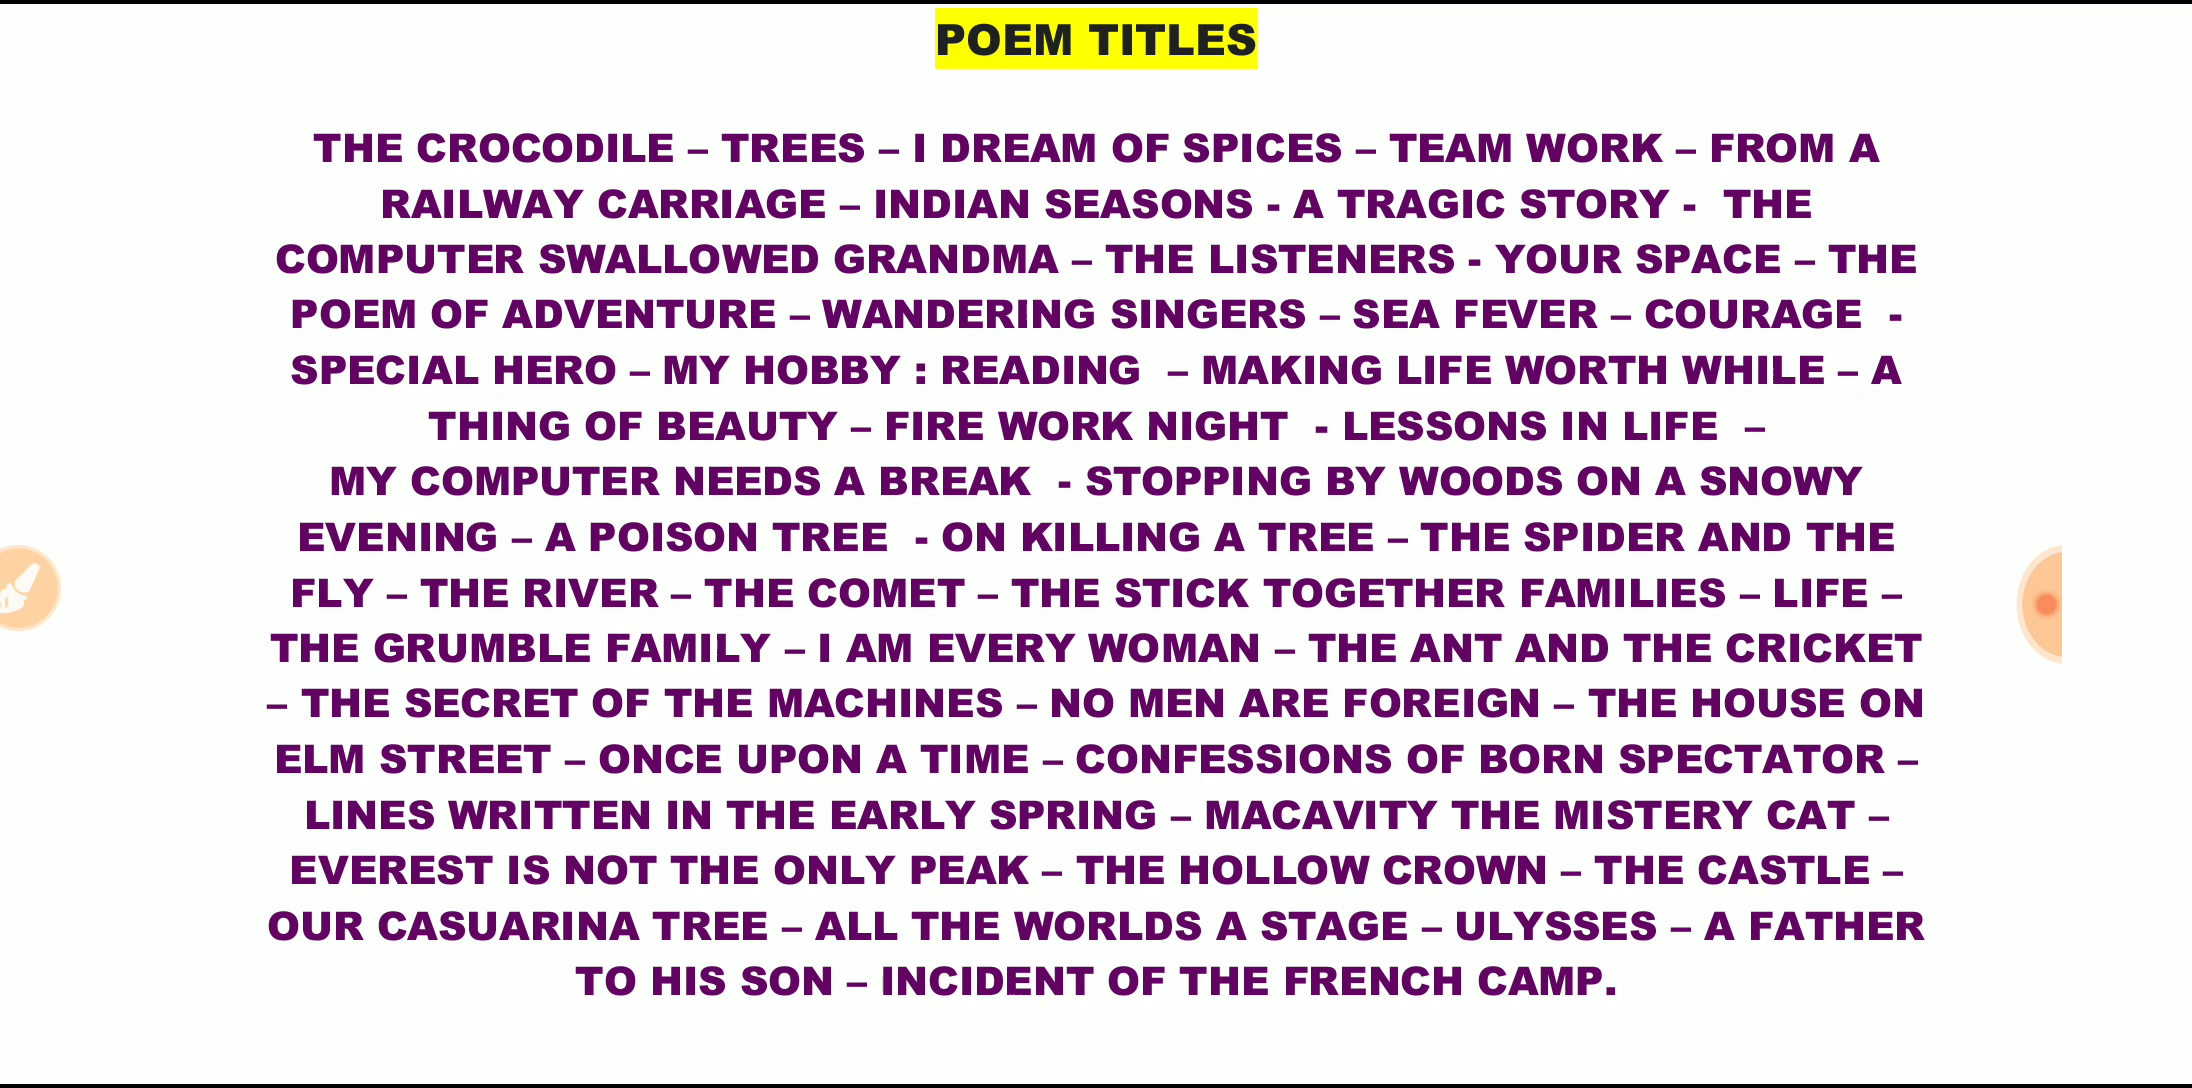 POEM TITLES
THE CROCODILE – TREES – I DREAM OF SPICES – TEAM WORK – FROM A
RAILWAY CARRIAGE – INDIAN SEASONS - A TRAGIC STORY -  THE
COMPUTER SWALLOWED GRANDMA – THE LISTENERS - YOUR SPACE – THE
POEM OF ADVENTURE – WANDERING SINGERS – SEA FEVER – COURAGE  -
SPECIAL HERO – MY HOBBY : READING  – MAKING LIFE WORTH WHILE – A
THING OF BEAUTY – FIRE WORK NIGHT  - LESSONS IN LIFE  –
MY COMPUTER NEEDS A BREAK  - STOPPING BY WOODS ON A SNOWY
EVENING – A POISON TREE  - ON KILLING A TREE – THE SPIDER AND THE
FLY – THE RIVER – THE COMET – THE STICK TOGETHER FAMILIES – LIFE –
THE GRUMBLE FAMILY – I AM EVERY WOMAN – THE ANT AND THE CRICKET
– THE SECRET OF THE MACHINES – NO MEN ARE FOREIGN – THE HOUSE ON
ELM STREET – ONCE UPON A TIME – CONFESSIONS OF BORN SPECTATOR –
LINES WRITTEN IN THE EARLY SPRING – MACAVITY THE MISTERY CAT –
EVEREST IS NOT THE ONLY PEAK – THE HOLLOW CROWN – THE CASTLE –
OUR CASUARINA TREE – ALL THE WORLDS A STAGE – ULYSSES – A FATHER
TO HIS SON – INCIDENT OF THE FRENCH CAMP.